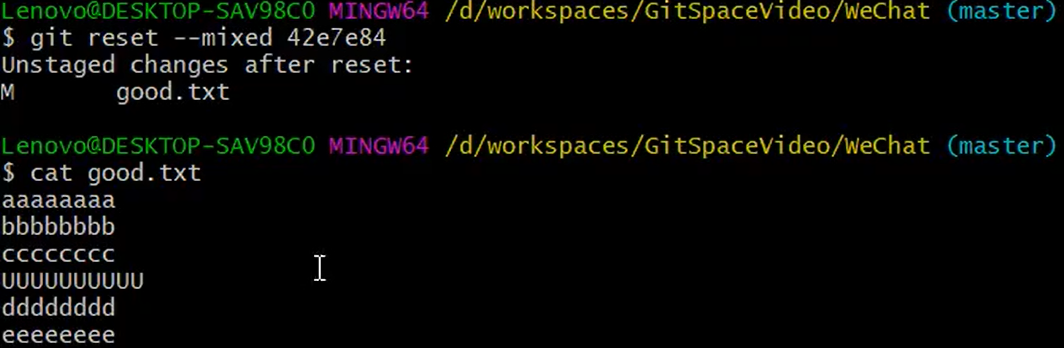 Lenovo@DESKTOP-SAV98C0 MINGW64 /d/workspaces/GitSpaceVideo/WeChat (master)
$ git reset --mixed 42e7e84
Unstaged changes after reset:
M       good.txt
Lenovo@DESKTOP-SAV98C0 MINGW64 /d/workspaces/GitSpaceVideo/WeChat (master)
$ cat good.txt
aaaaaaaa
bbbbbbbb
cccccccc
UUUUUUUUUU
dddddddd
eeeeeeee